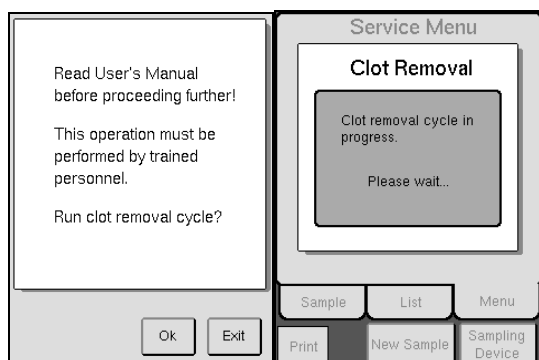 Read User's Manual
before proceeding further!
This operation must be
performed by trained
personnel.
Run clot removal cycle?
Ok
Exit
Service Menu
Clot Removal
Clot removal cycle in
progress.
Please wait...
Sample
List
Menu
Print
New Sample
Sampling
Device